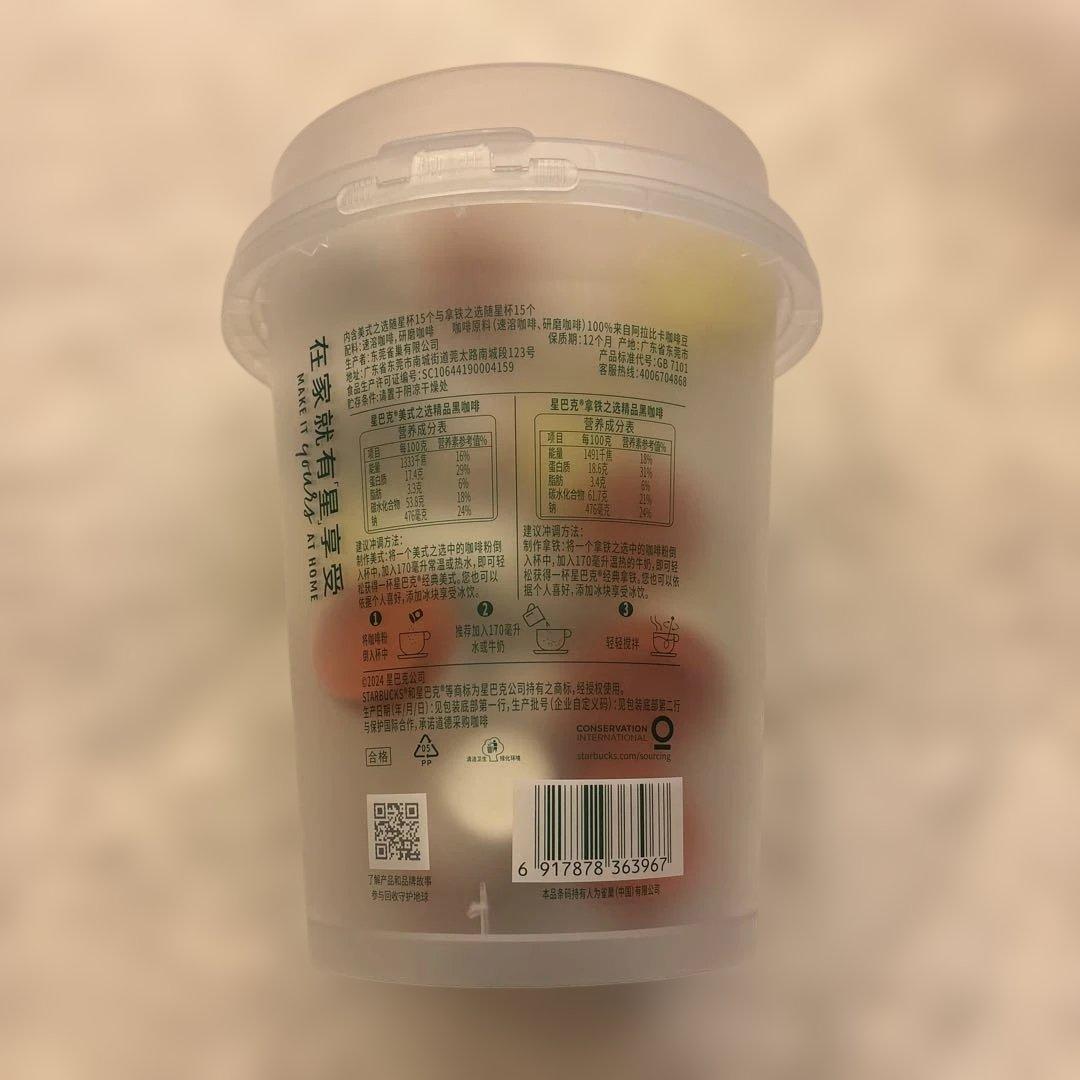 内含美式之选随星杯15个与拿铁之选随星杯15个
配料:速溶咖啡, 研磨咖啡 咖啡原料(速溶咖啡、研磨咖啡)100%来自阿拉比卡咖啡豆
生产者:东莞雀巢有限公司 保质期:12个月 产地:广东省东莞市
地址:广东省东莞市南城街道莞太路南城段123号 产品标准代号:GB 7101
食品生产许可证编号:SC10644190004159 客服热线:4006704868
贮存条件:请置于阴凉干燥处
在家就有「星」享受
MAKE IT yours AT HOME
星巴克®美式之选精品黑咖啡
营养成分表
项目 每100克 营养素参考值%
能量 1333千焦 16%
蛋白质 17.4克 29%
脂肪 3.3克 6%
碳水化合物 53.8克 18%
钠 476毫克 24%
建议冲调方法:
制作美式:将一个美式之选中的咖啡粉倒
入杯中,加入170毫升常温或热水,即可轻
松获得一杯星巴克®经典美式。您也可以
依据个人喜好,添加冰块享受冰饮。
星巴克®拿铁之选精品黑咖啡
营养成分表
项目 每100克 营养素参考值%
能量 1491千焦 18%
蛋白质 18.6克 31%
脂肪 3.4克 6%
碳水化合物 61.7克 21%
钠 476毫克 24%
建议冲调方法:
制作拿铁:将一个拿铁之选中的咖啡粉倒
入杯中,加入170毫升温热的牛奶,即可轻
松获得一杯星巴克®经典拿铁。您也可以依
据个人喜好,添加冰块享受冰饮。
1
将咖啡粉
倒入杯中
2
推荐加入170毫升
水或牛奶
3
轻轻搅拌
©2024 星巴克公司
STARBUCKS®和星巴克®等商标为星巴克公司持有之商标,经授权使用。
生产日期(年/月/日):见包装底部第一行,生产批号(企业自定义码):见包装底部第二行
与保护国际合作,承诺道德采购咖啡
合格
05
PP
清洁卫生 绿化环境
CONSERVATION
INTERNATIONAL
starbucks.com/sourcing
了解产品和品牌故事
参与回收守护地球
6 917878 363967
本品条码持有人为雀巢(中国)有限公司